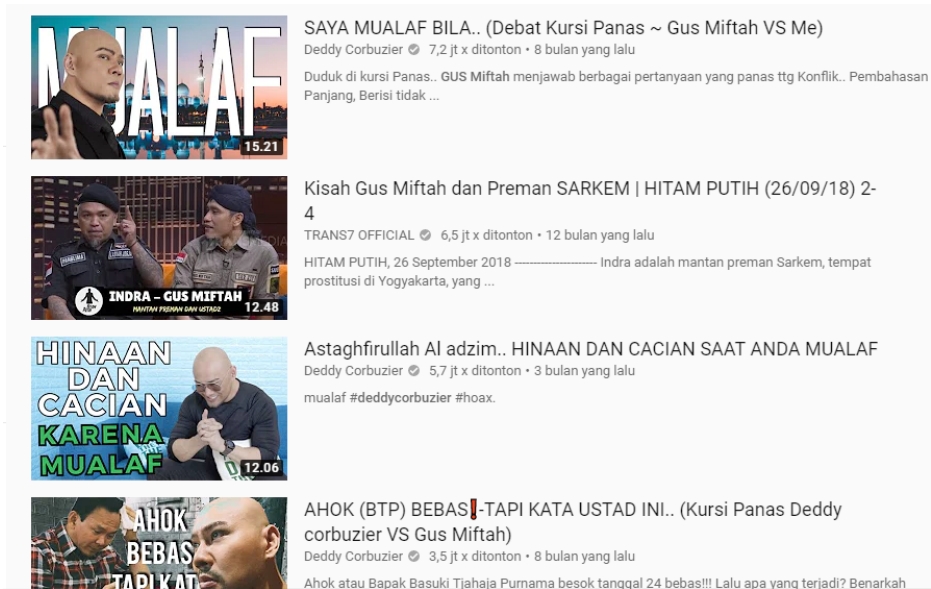 MUALAF
15.21
SAYA MUALAF BILA.. (Debat Kursi Panas ~ Gus Miftah VS Me)
Deddy Corbuzier 7,2 jt x ditonton • 8 bulan yang lalu
Duduk di kursi Panas.. GUS Miftah menjawab berbagai pertanyaan yang panas ttg Konflik.. Pembahasan
Panjang, Berisi tidak ...
INDRA – GUS MIFTAH
MANTAN PREMAN DAN USTADZ
12.48
Kisah Gus Miftah dan Preman SARKEM | HITAM PUTIH (26/09/18) 2-
4
TRANS7 OFFICIAL 6,5 jt x ditonton • 12 bulan yang lalu
HITAM PUTIH, 26 September 2018 ---------------------- Indra adalah mantan preman Sarkem, tempat
prostitusi di Yogyakarta, yang ...
HINAAN
DAN
CACIAN
KARENA
MUALAF
12.06
Astaghfirullah Al adzim.. HINAAN DAN CACIAN SAAT ANDA MUALAF
Deddy Corbuzier 5,7 jt x ditonton • 3 bulan yang lalu
mualaf #deddycorbuzier #hoax.
AHOK
BEBAS
TAPI KAT
AHOK (BTP) BEBAS❗-TAPI KATA USTAD INI.. (Kursi Panas Deddy
corbuzier VS Gus Miftah)
Deddy Corbuzier 3,5 jt x ditonton • 8 bulan yang lalu
Ahok atau Bapak Basuki Tjahaja Purnama besok tanggal 24 bebas!!! Lalu apa yang terjadi? Benarkah